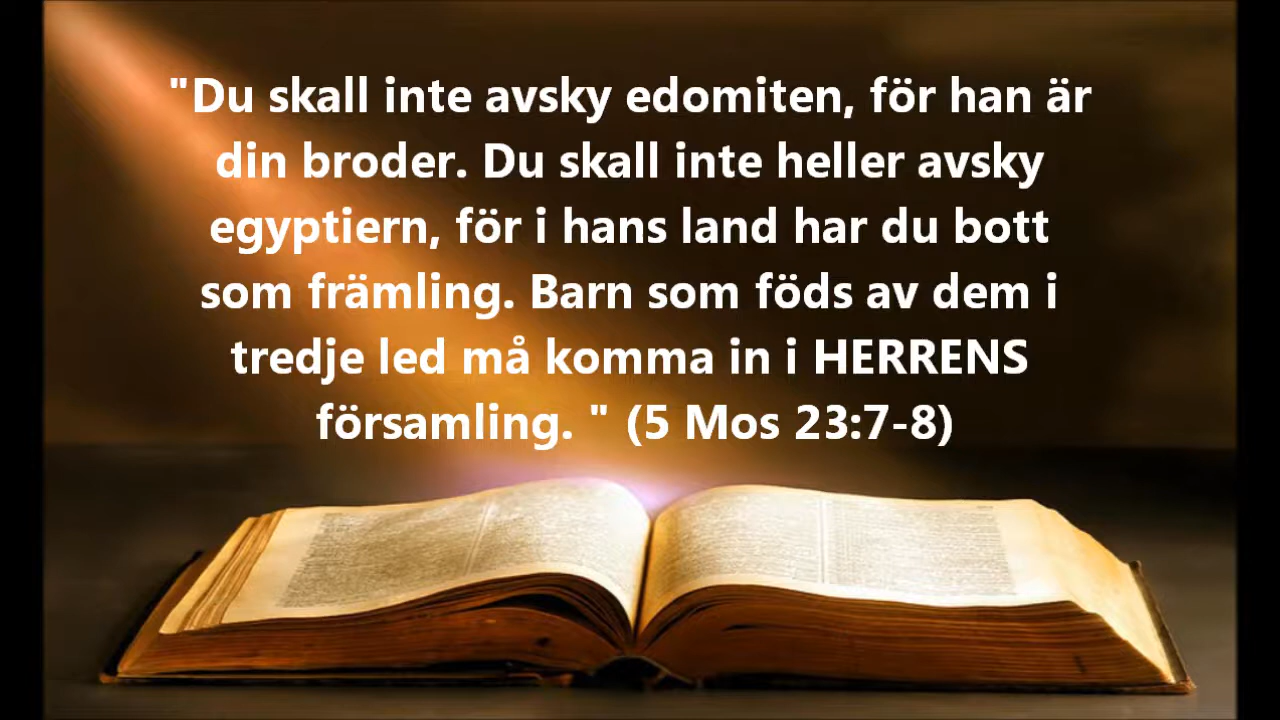 "Du skall inte avsky edomiten, för han är
din broder. Du skall inte heller avsky
egyptiern, för i hans land har du bott
som främling. Barn som föds av dem i
tredje led må komma in i HERRENS
församling. " (5 Mos 23:7-8)